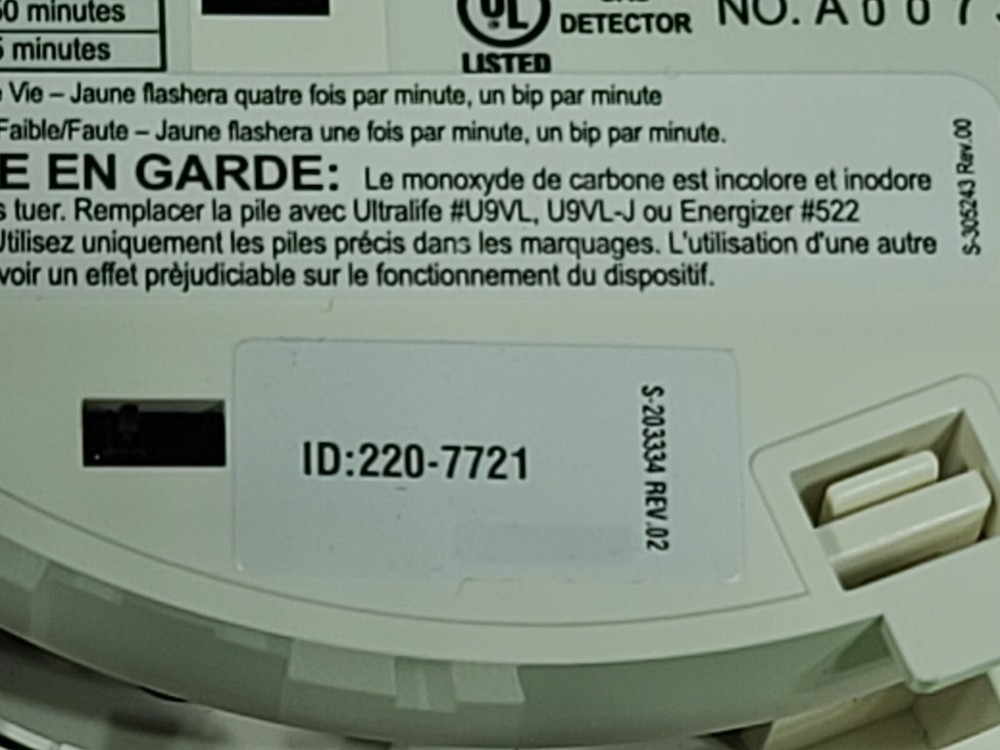 minutes
minutes
UL
DETECTOR
NO. A007
LISTED
Vie – Jaune flashera quatre fois par minute, un bip par minute
Faible/Faute – Jaune flashera une fois par minute, un bip par minute.
E EN GARDE: Le monoxyde de carbone est incolore et inodore
s tuer. Remplacer la pile avec Ultralife #U9VL, U9VL-J ou Energizer #522
Utilisez uniquement les piles précis dans les marquages. L'utilisation d'une autre
voir un effet prèjudiciable sur le fonctionnement du dispositif.
S-305243 Rev.00
ID:220-7721
S-203334 REV.02